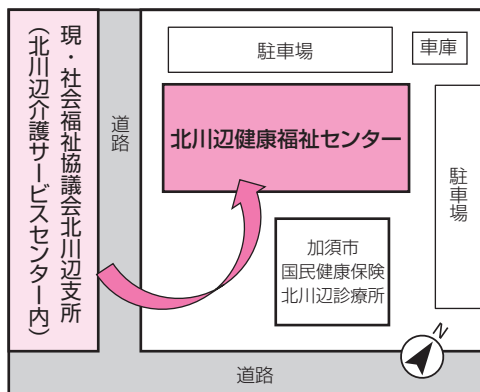 現・社会福祉協議会北川辺支所
（北川辺介護サービスセンター内）
道路
駐車場
車庫
北川辺健康福祉センター
駐車場
加須市
国民健康保険
北川辺診療所
N
道路